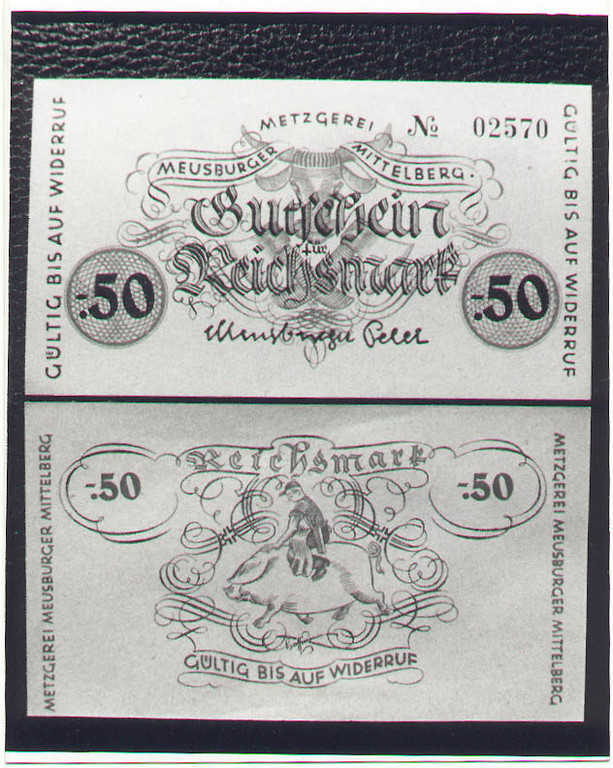 GÜLTIG BIS AUF WIDERRUF
METZGEREI
№ 02570
MEUSBURGER MITTELBERG.
Gutschein
für
Reichsmark
-.50
-.50
Meusburger Peter
GÜLTIG BIS AUF WIDERRUF
METZGEREI MEUSBURGER MITTELBERG
Reichsmark
-.50
-.50
GÜLTIG BIS AUF WIDERRUF
METZGEREI MEUSBURGER MITTELBERG